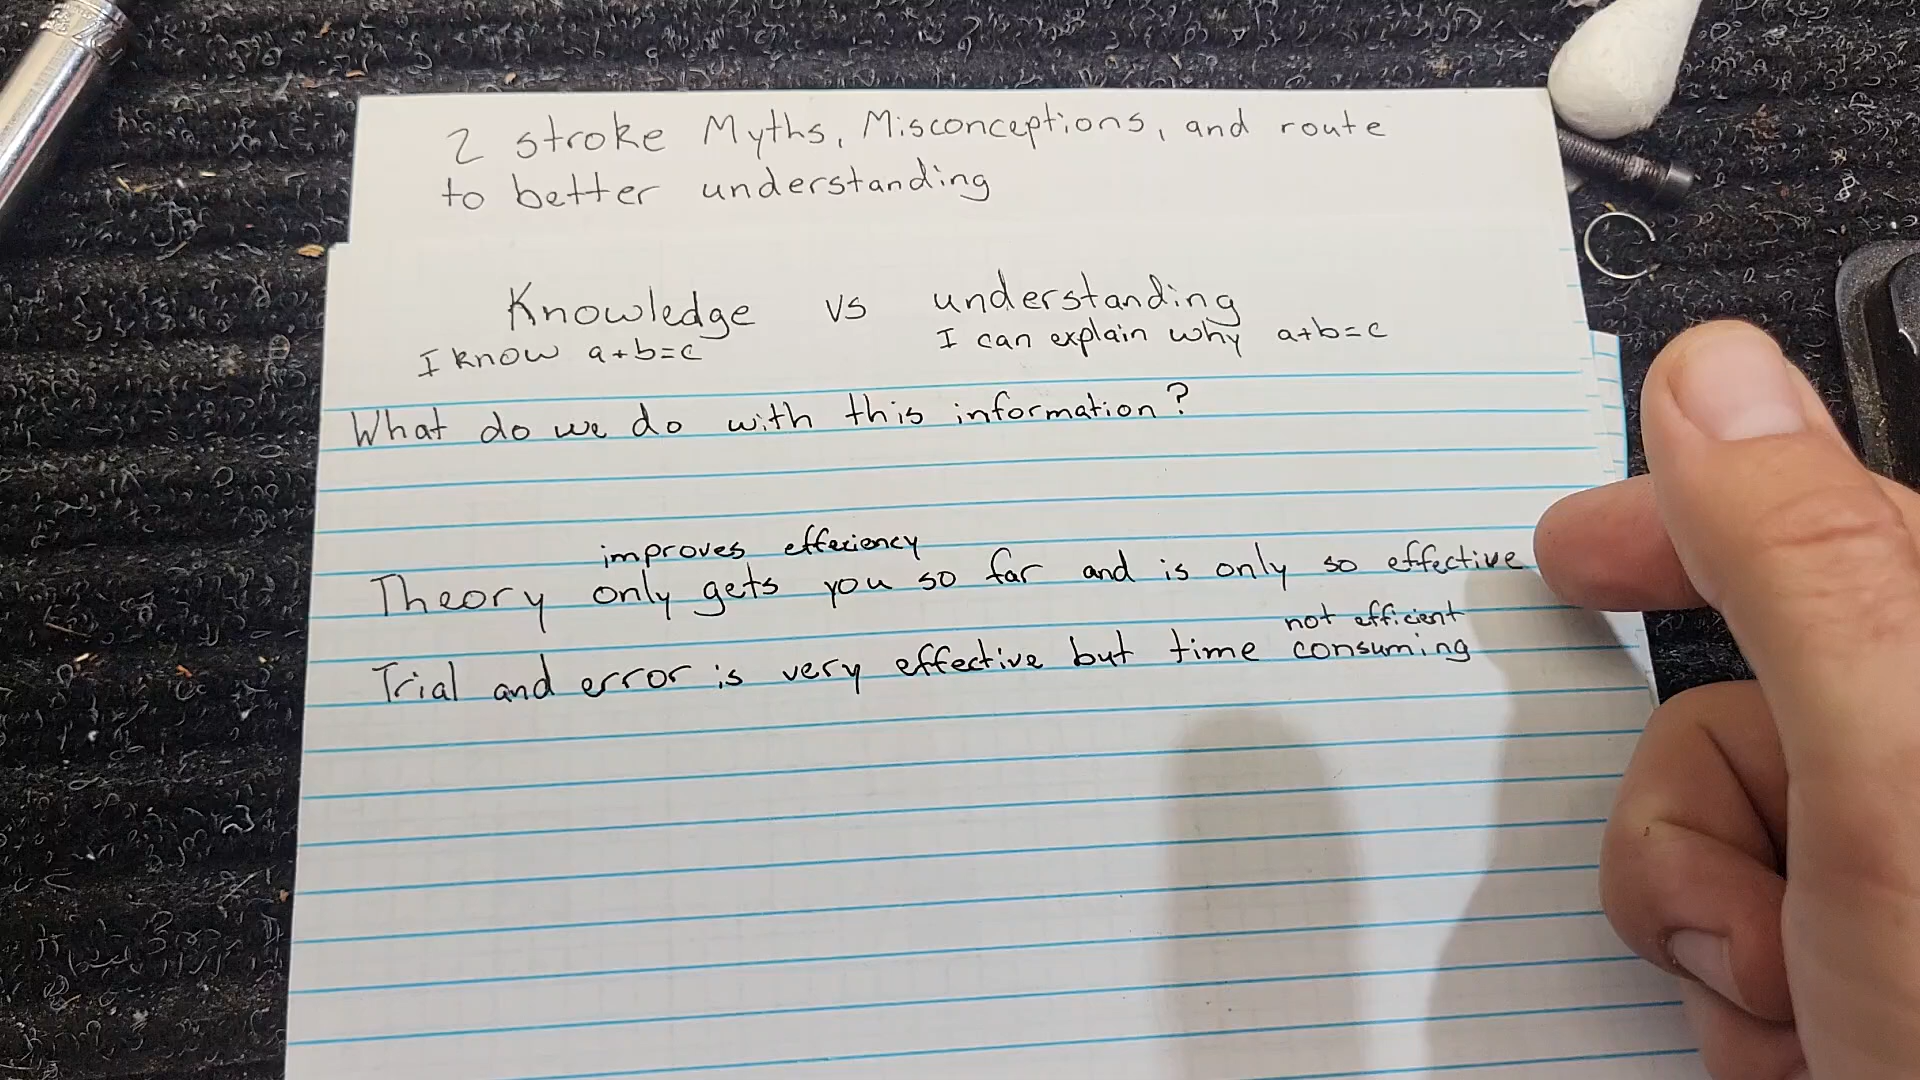 2 stroke Myths, Misconceptions, and route
to better understanding
Knowledge vs understanding
I know a+b=c I can explain why a+b=c
What do we do with this information?
improves effeciency
Theory only gets you so far and is only so effective
not efficient
Trial and error is very effective but time consuming